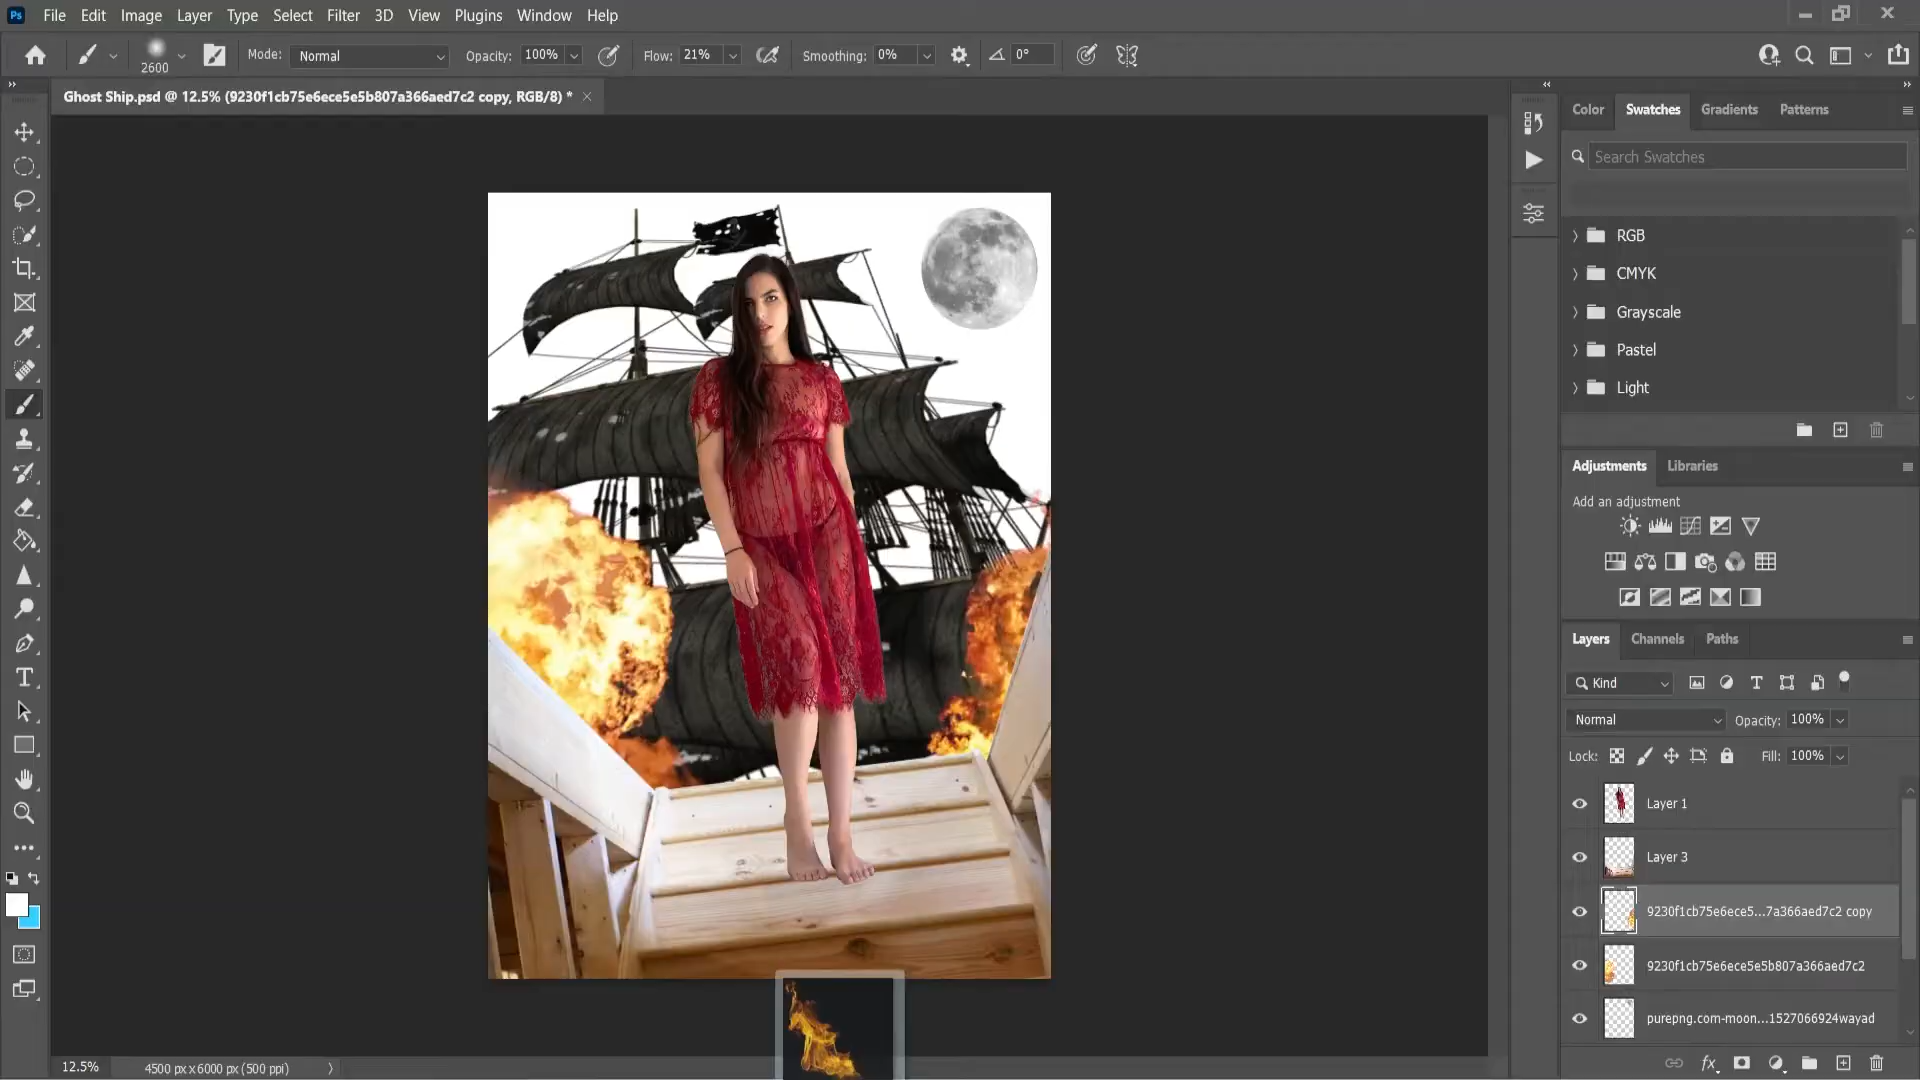 Ps File Edit Image Layer Type Select Filter 3D View Plugins Window Help
2600 Mode: Normal Opacity: 100% Flow: 21% Smoothing: 0% 0°
Ghost Ship.psd @ 12.5% (9230f1cb75e6ece5e5b807a366aed7c2 copy, RGB/8) *
Color Swatches Gradients Patterns
Search Swatches
RGB
CMYK
Grayscale
Pastel
Light
Adjustments Libraries
Add an adjustment
Layers Channels Paths
Kind
Normal Opacity: 100%
Lock: Fill: 100%
Layer 1
Layer 3
9230f1cb75e6ece5...7a366aed7c2 copy
9230f1cb75e6ece5e5b807a366aed7c2
purepng.com-moon...1527066924wayad
12.5% 4500 px x 6000 px (500 ppi)